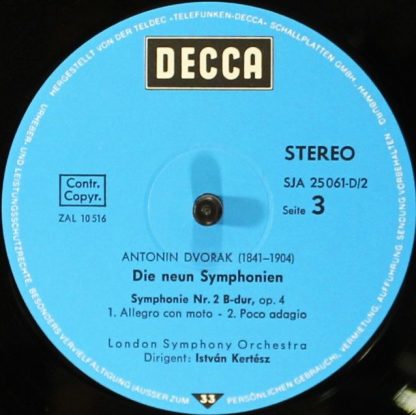 HERGESTELLT VON DER TELDEC »TELEFUNKEN-DECCA« SCHALLPLATTEN GMBH · HAMBURG
URHEBER- UND LEISTUNGSSCHUTZRECHTE BESONDERS VERVIELFÄLTIGUNG (AUSSER ZUM PERSÖNLICHEN GEBRAUCH), VERMIETUNG, AUFFÜHRUNG, SENDUNG VORBEHALTEN
DECCA
Contr.
Copyr.
ZAL 10 516
STEREO
SJA 25 061-D/2
Seite 3
ANTONIN DVORAK (1841–1904)
Die neun Symphonien
Symphonie Nr. 2 B-dur, op. 4
1. Allegro con moto - 2. Poco adagio
London Symphony Orchestra
Dirigent: István Kertész
33